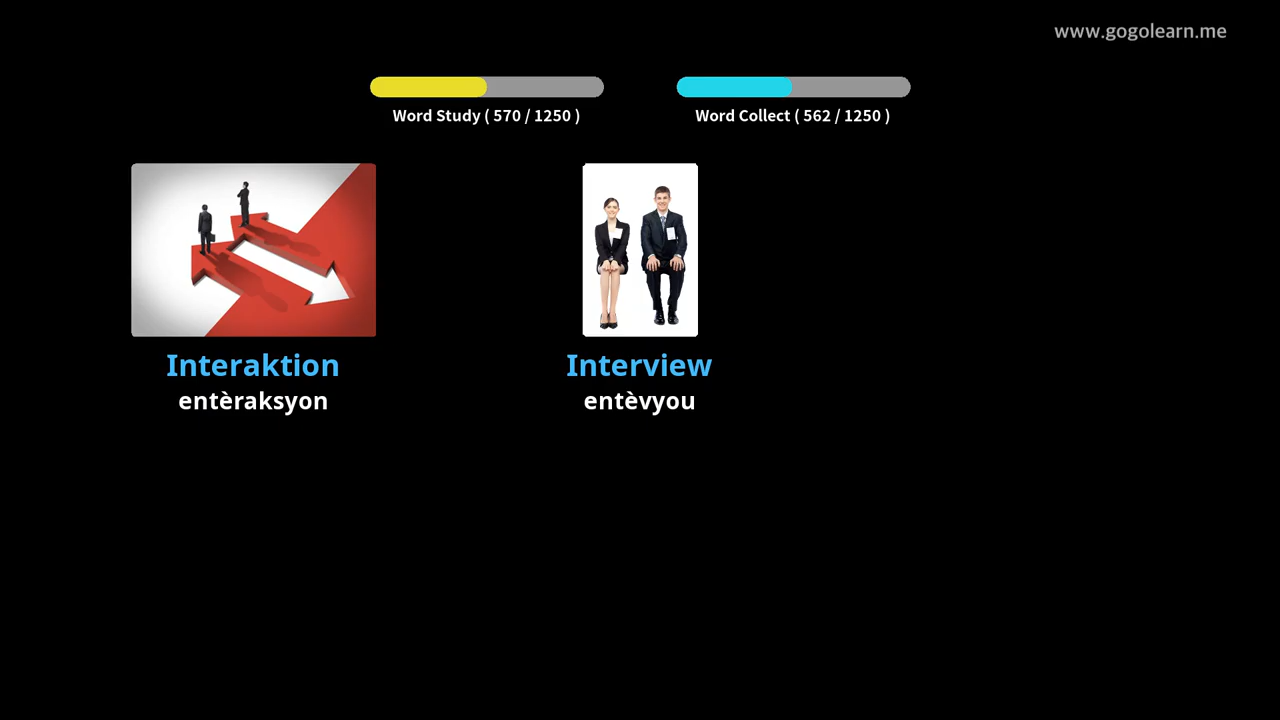 www.gogolearn.me
Word Study ( 570 / 1250 )
Word Collect ( 562 / 1250 )
Interaktion
entèraksyon
Interview
entèvyou